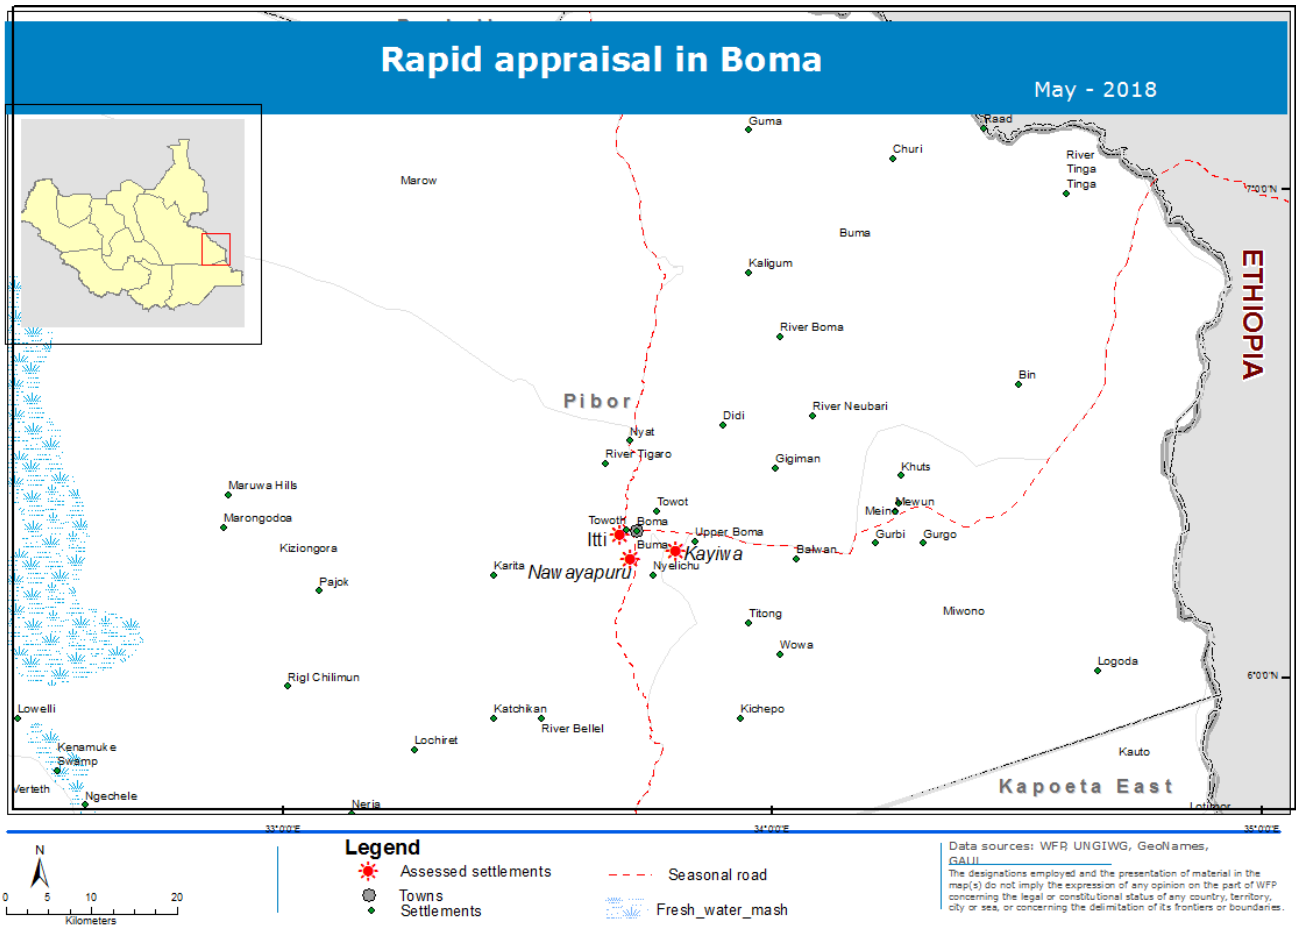 Rapid appraisal in Boma
May - 2018
Guma
Raad
Churi
River
Tinga
Tinga
Marow
7°0'0"N
Buma
Kaligum
ETHIOPIA
River Boma
Bin
Pibor
River Neubari
Didi
Nyat
River Tigaro
Gigiman
Khuts
Maruwa Hills
Towot
Mewun
Mein
Marongodoa
Towoth
Boma
Upper Boma
Itti
Gurbi
Gurgo
Kiziongora
Buma
Kayiwa
Balwan
Karita
Nawayapuru
Nyelichu
Pajok
Titong
Miwono
Wowa
Logoda
Rigl Chilimun
6°0'0"N
Lowelli
Katchikan
Kichepo
River Bellel
Lochiret
Kenamuke
Swamp
Kauto
Verteth
Ngechele
Kapoeta East
Neria
33°0'0"E
34°0'0"E
35°0'0"E
N
0 5 10 20
Kilometers
Legend
Assessed settlements
Towns
Settlements
Seasonal road
Fresh_water_mash
Data sources: WFP, UNGIWG, GeoNames,
GAUL
The designations employed and the presentation of material in the
map(s) do not imply the expression of any opinion on the part of WFP
concerning the legal or constitutional status of any country, territory,
city or sea, or concerning the delimitation of its frontiers or boundaries.